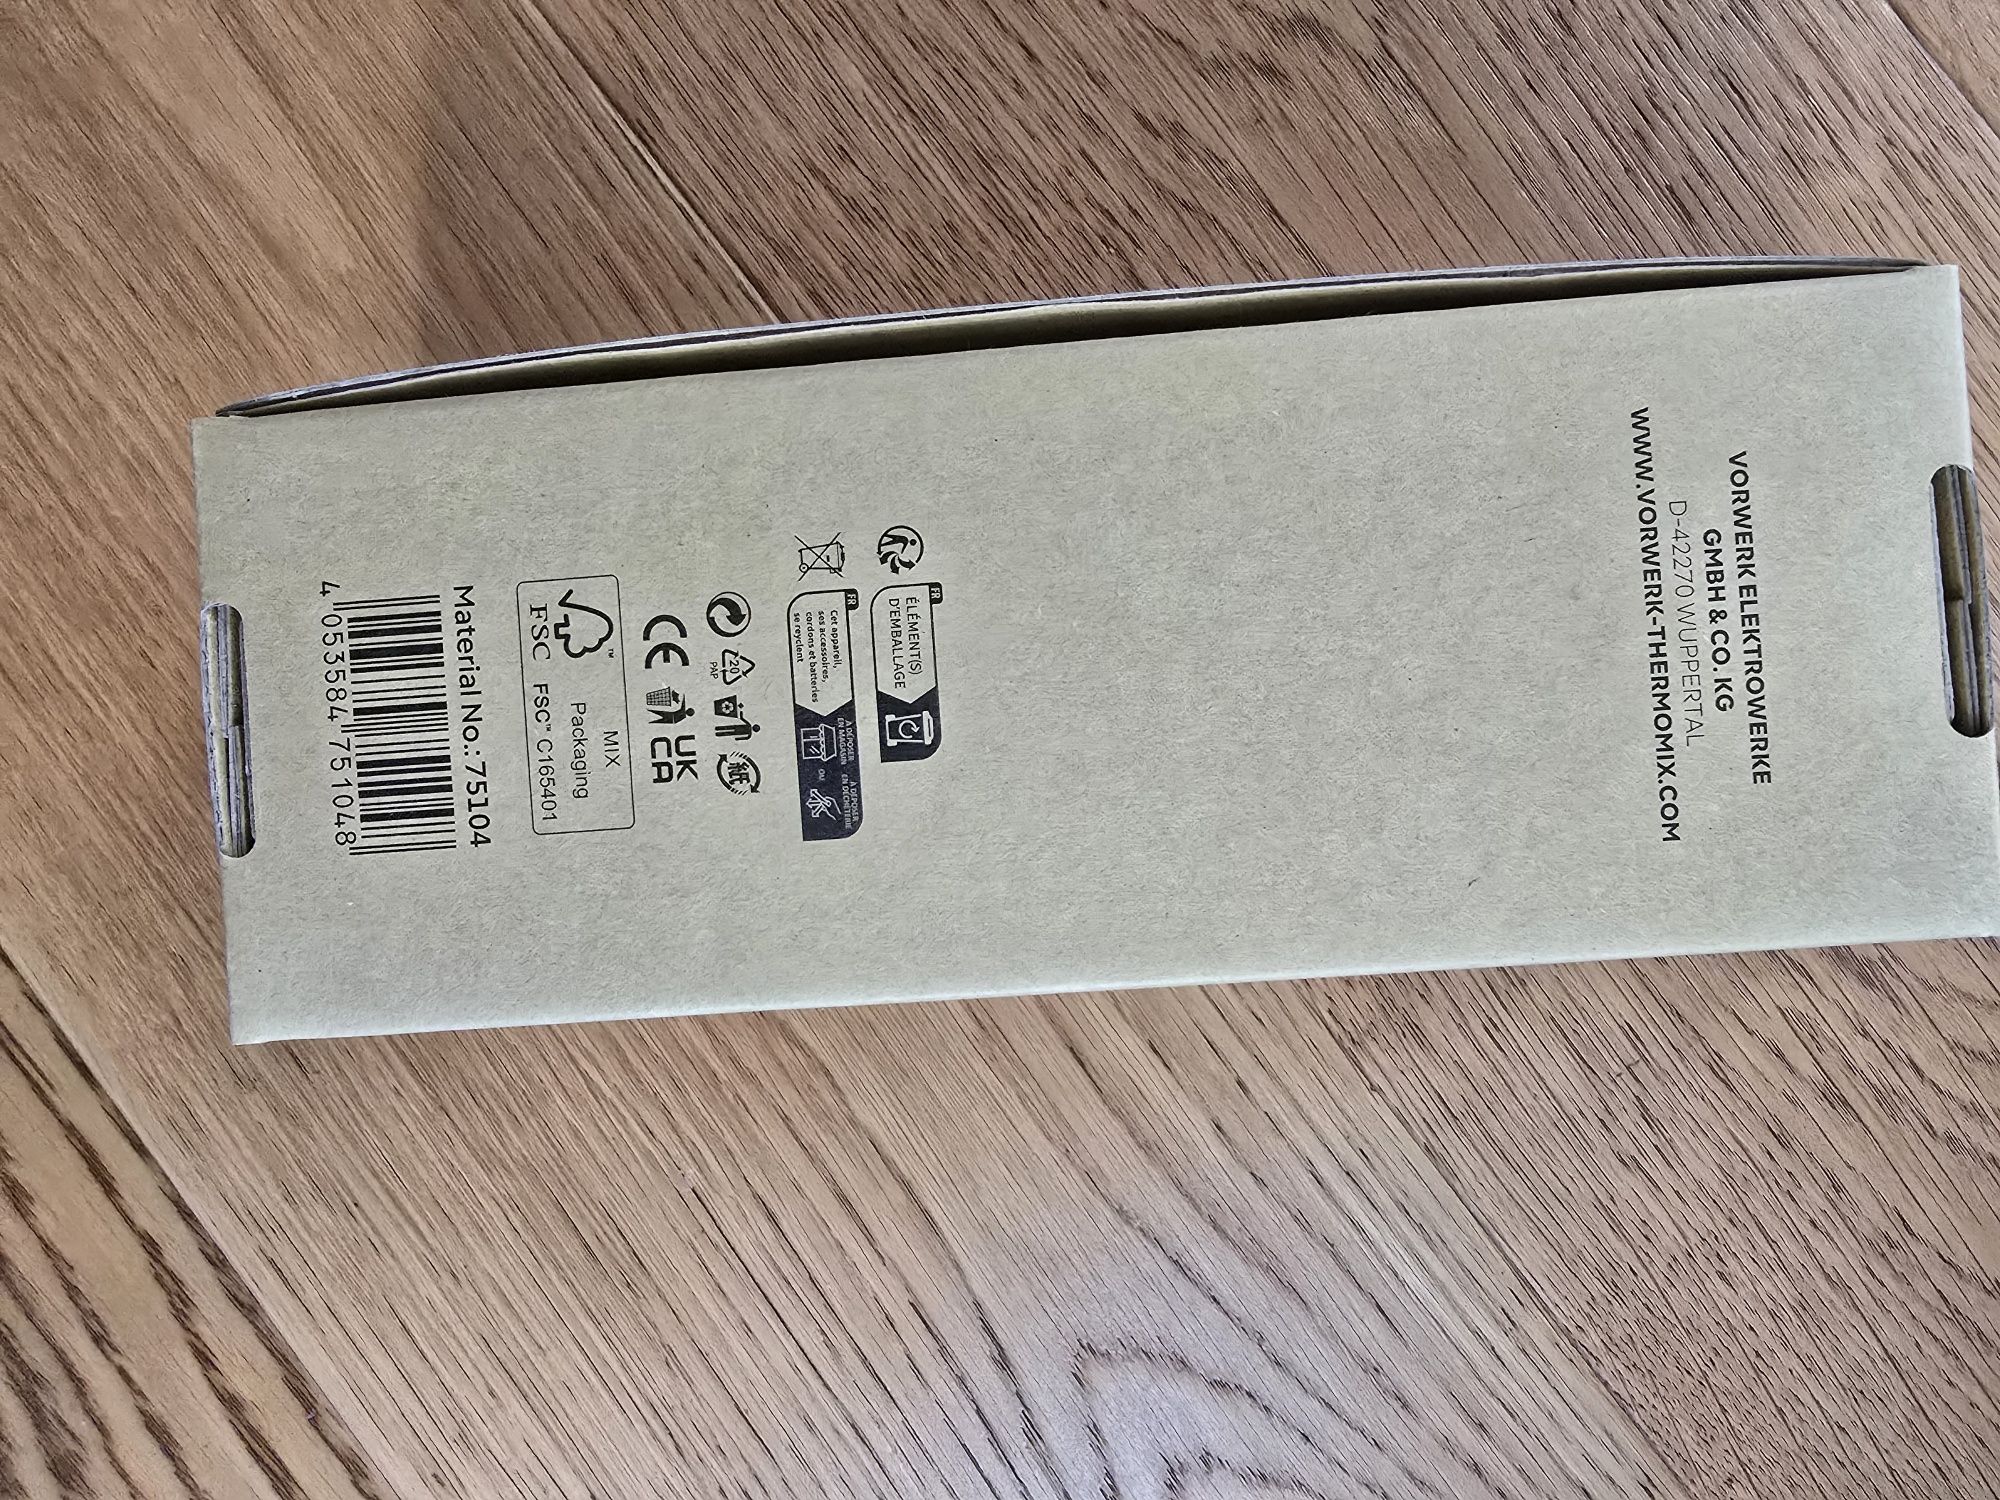 VORWERK ELEKTROWERKE
GMBH & CO. KG
D-42270 WUPPERTAL
WWW.VORWERK-THERMOMIX.COM
FR
ÉLÉMENT(S)
D'EMBALLAGE
FR
Cet appareil,
ses accessoires,
cordons et batteries
se recyclent
À DÉPOSER
EN MAGASIN
OU
À DÉPOSER
EN DÉCHÈTERIE
20
PAP
紙
CE
UK
CA
FSC
MIX
Packaging
FSC™ C165401
Material No.: 75104
4 053584 751048